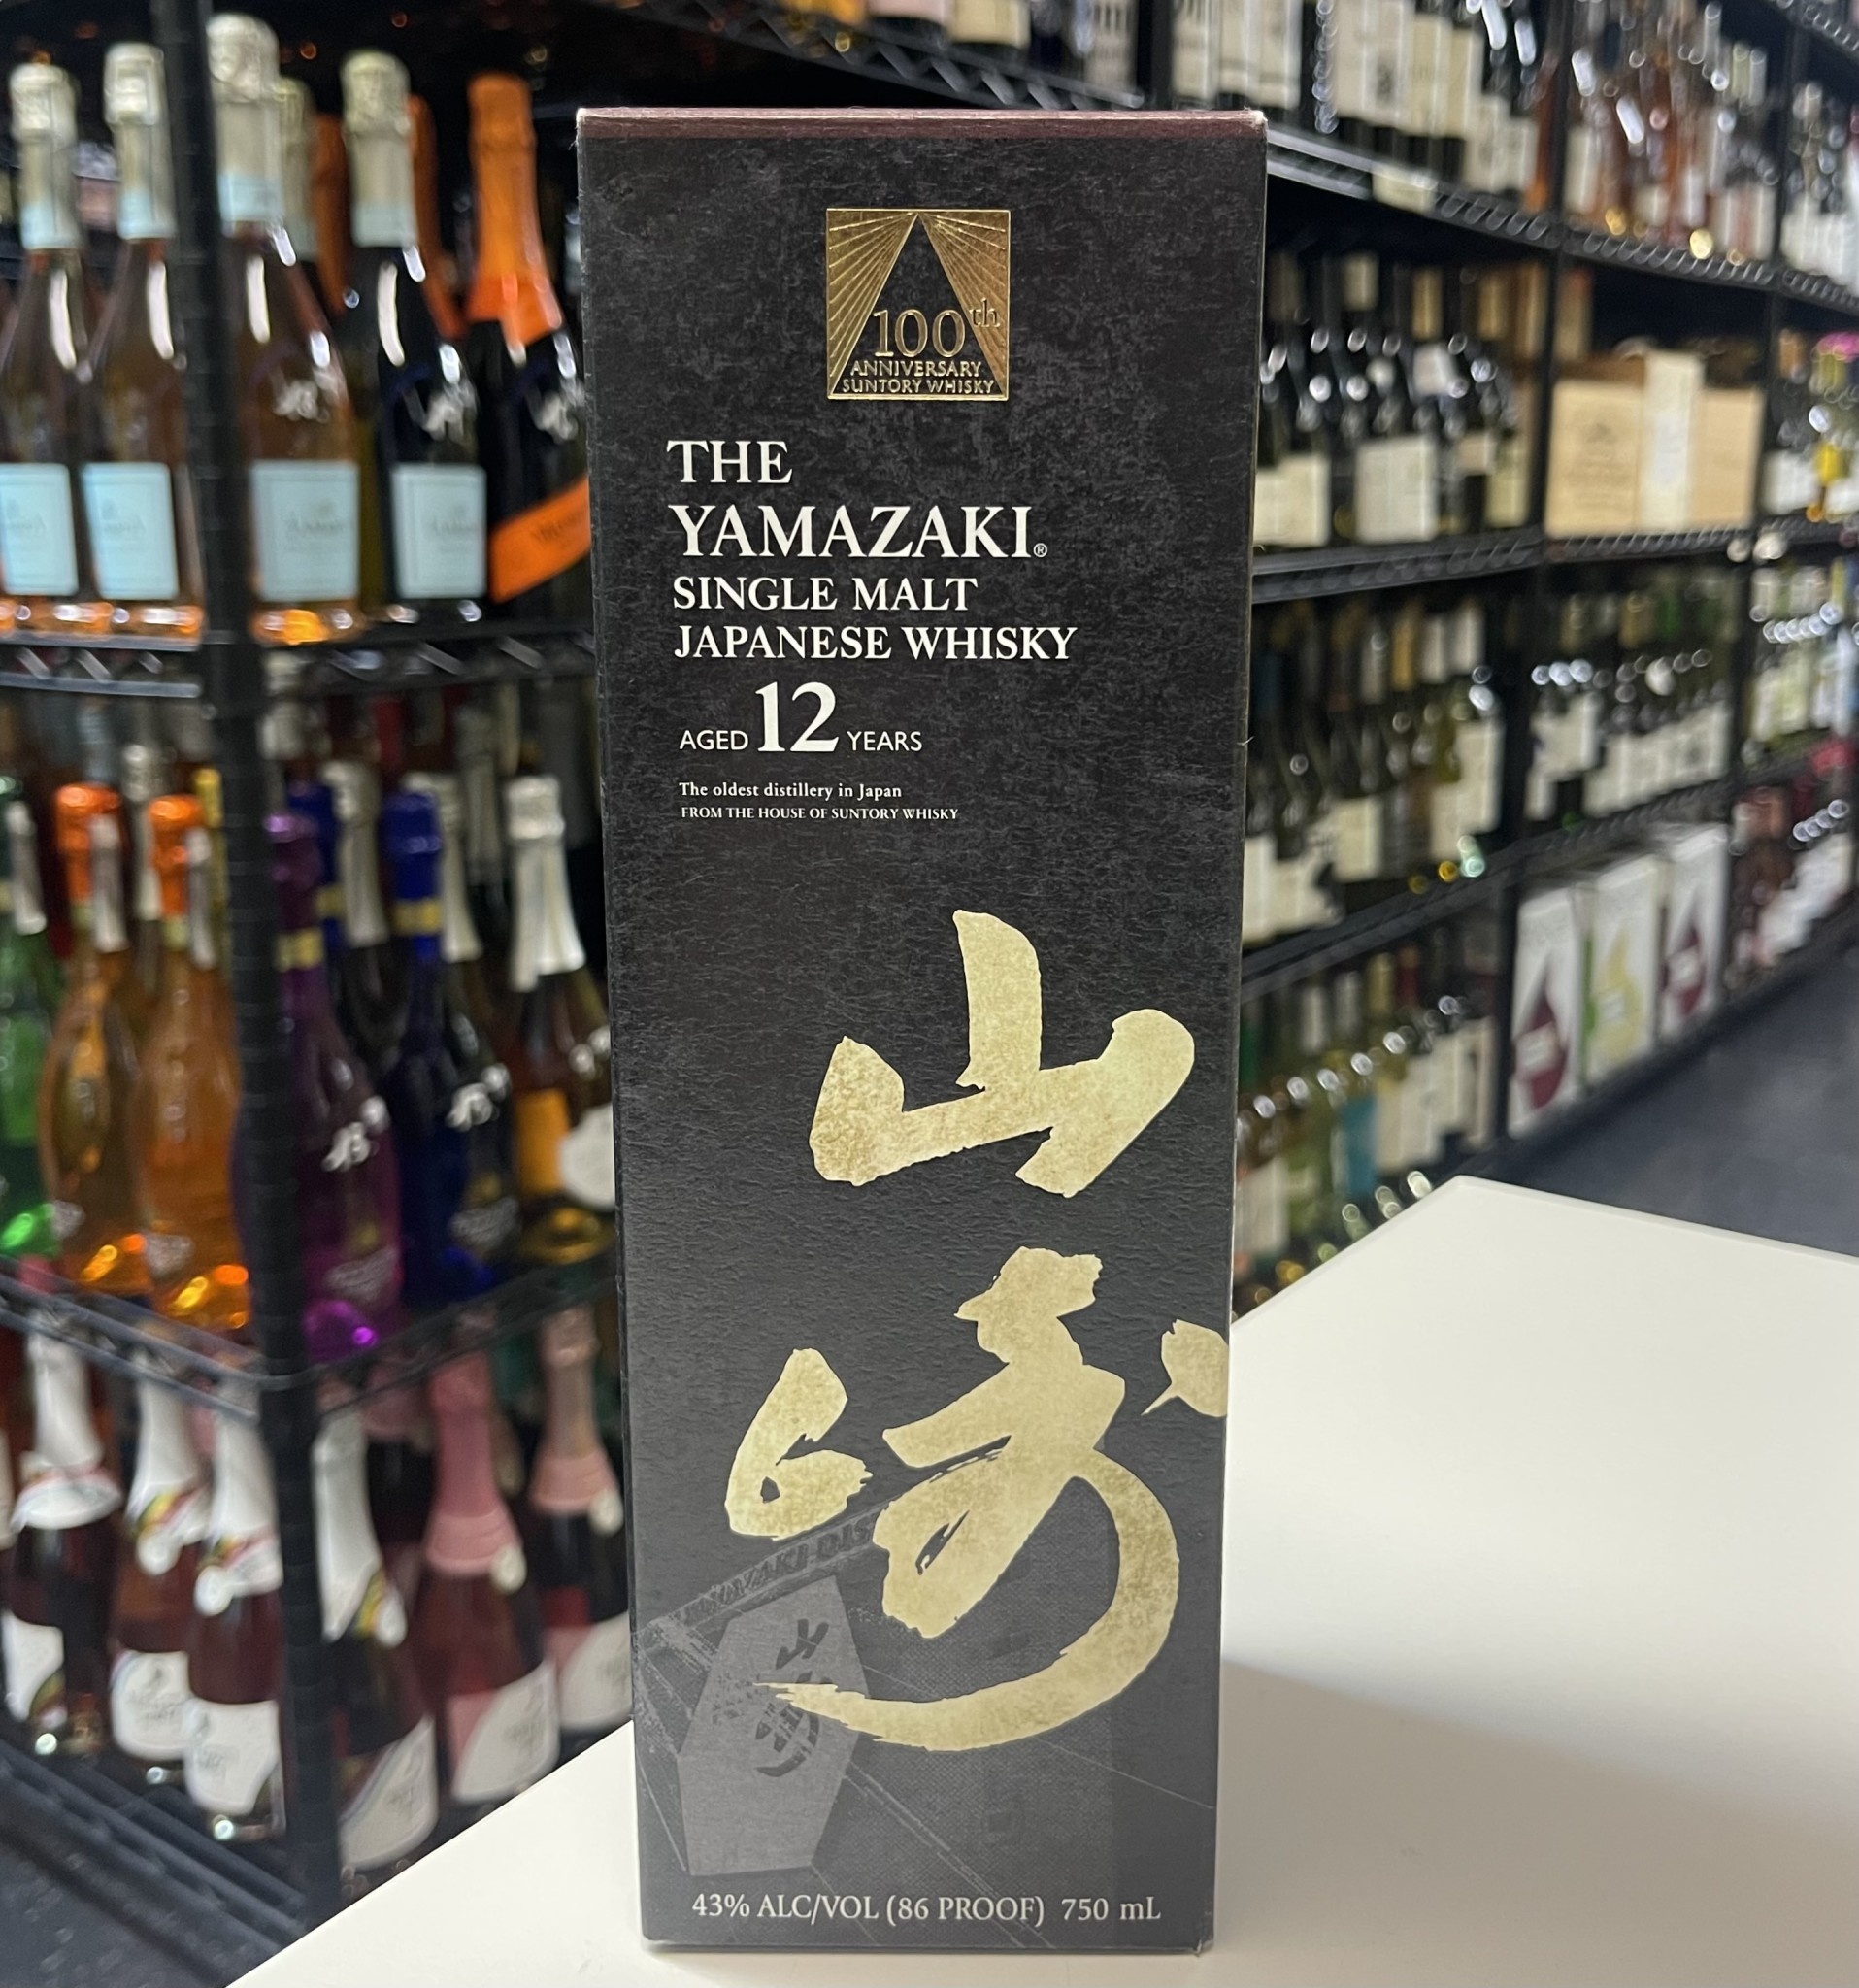 100th
ANNIVERSARY
SUNTORY WHISKY
THE
YAMAZAKI®
SINGLE MALT
JAPANESE WHISKY
AGED 12 YEARS
The oldest distillery in Japan
FROM THE HOUSE OF SUNTORY WHISKY
山
崎
43% ALC/VOL (86 PROOF) 750 mL